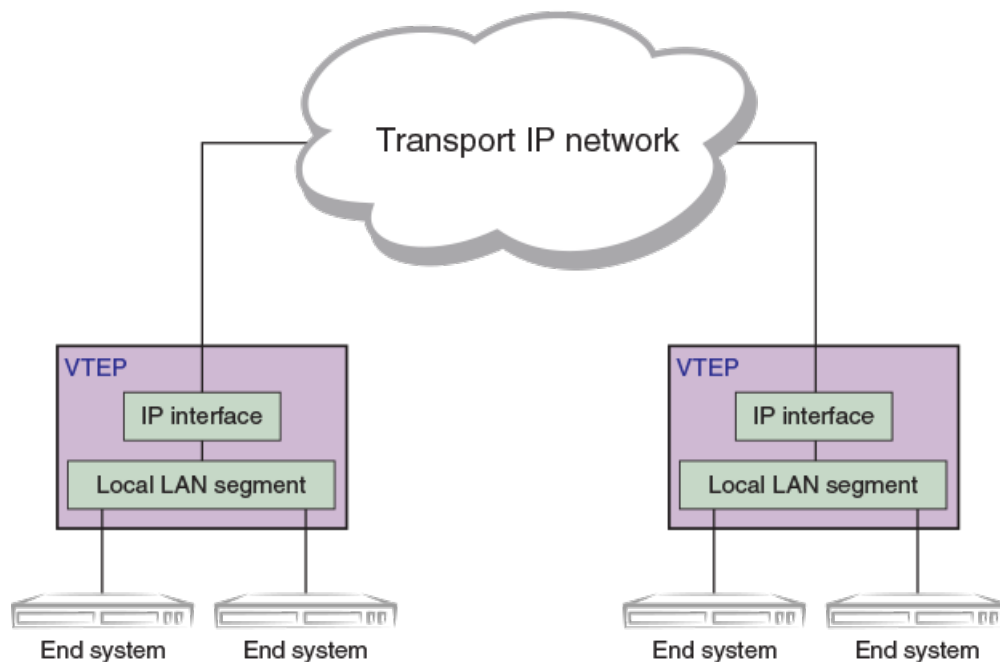 Transport IP network
VTEP
VTEP
IP interface
IP interface
Local LAN segment
Local LAN segment
End system
End system
End system
End system